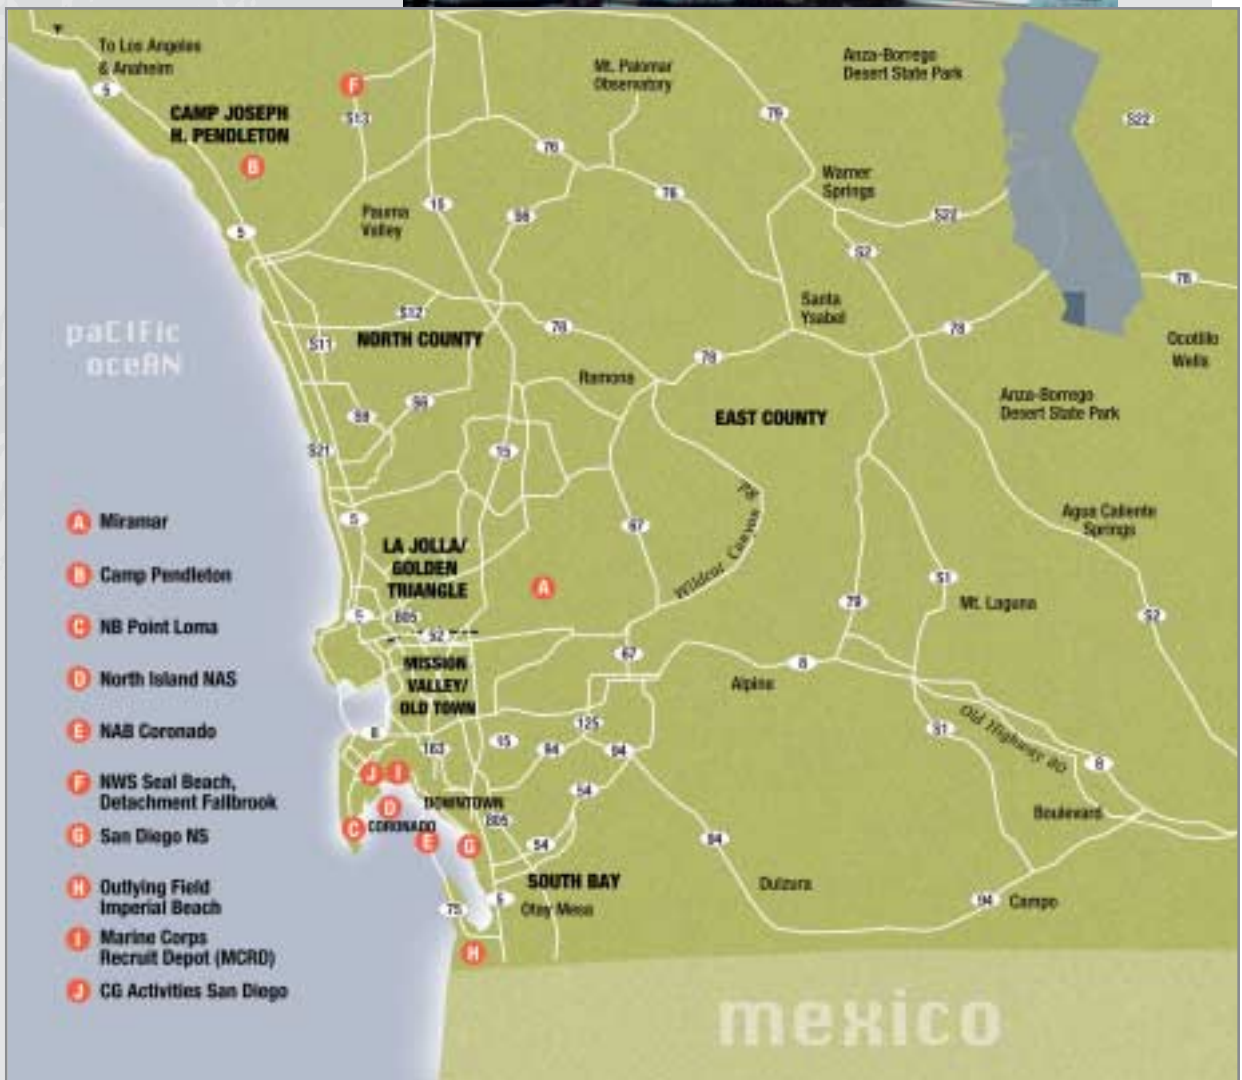 To Los Angeles
& Anaheim
5
CAMP JOSEPH
H. PENDLETON
B
F
S13
Mt. Palomar
Observatory
Anza-Borrego
Desert State Park
79
S22
76
76
Warner
Springs
S22
Pauma
Valley
15
S6
5
S2
78
Santa
Ysabel
78
Ocotillo
Wells
paCIFic
oceAN
S12
78
S11
NORTH COUNTY
78
Ramona
S6
S9
EAST COUNTY
Anza-Borrego
Desert State Park
S21
15
5
67
Wildcat Canyon Rd
Agua Caliente
Springs
LA JOLLA/
GOLDEN
TRIANGLE
A
S1
79
Mt. Laguna
S2
5
805
52
67
8
Alpine
MISSION
VALLEY/
OLD TOWN
8
163
15
94
125
94
S1
Old Highway 80
8
J
I
D
DOWNTOWN
54
C
CORONADO
E
G
805
54
94
Boulevard
SOUTH BAY
Otay Mesa
Dulzura
94
Campo
75
5
H
mexico
A Miramar
B Camp Pendleton
C NB Point Loma
D North Island NAS
E NAB Coronado
F NWS Seal Beach,
Detachment Fallbrook
G San Diego NS
H Outlying Field
Imperial Beach
I Marine Corps
Recruit Depot (MCRD)
J CG Activities San Diego